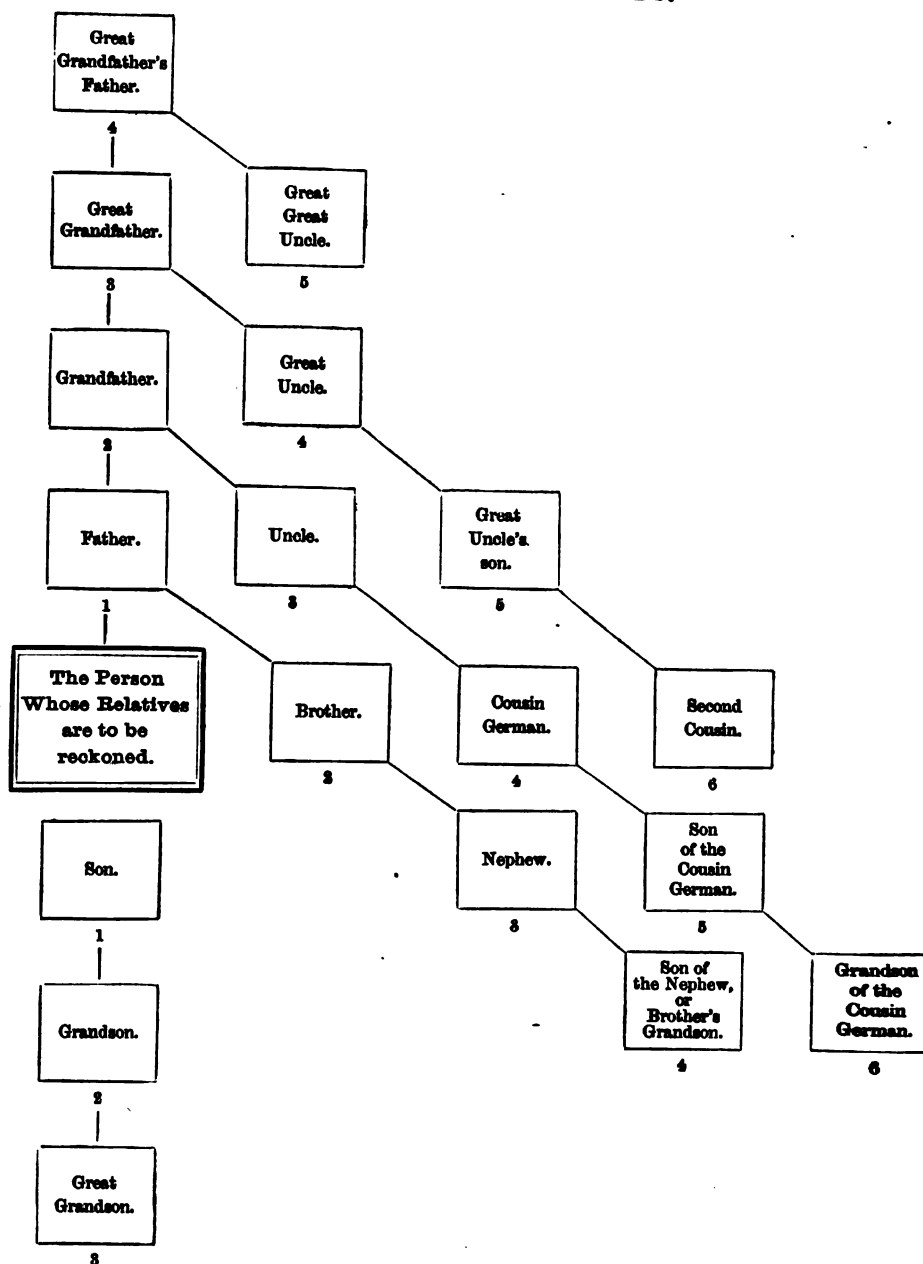 Great
Grandfather's
Father.
4
Great
Great
Uncle.
5
Great
Grandfather.
3
Grandfather.
2
Great
Uncle.
4
Father.
1
Uncle.
3
Great
Uncle's
son.
5
The Person
Whose Relatives
are to be
reckoned.
Brother.
2
Cousin
German.
4
Second
Cousin.
6
Son.
1
Nephew.
3
Son
of the
Cousin
German.
5
Grandson.
2
Son of
the Nephew,
or
Brother's
Grandson.
4
Grandson
of the
Cousin
German.
6
Great
Grandson.
3